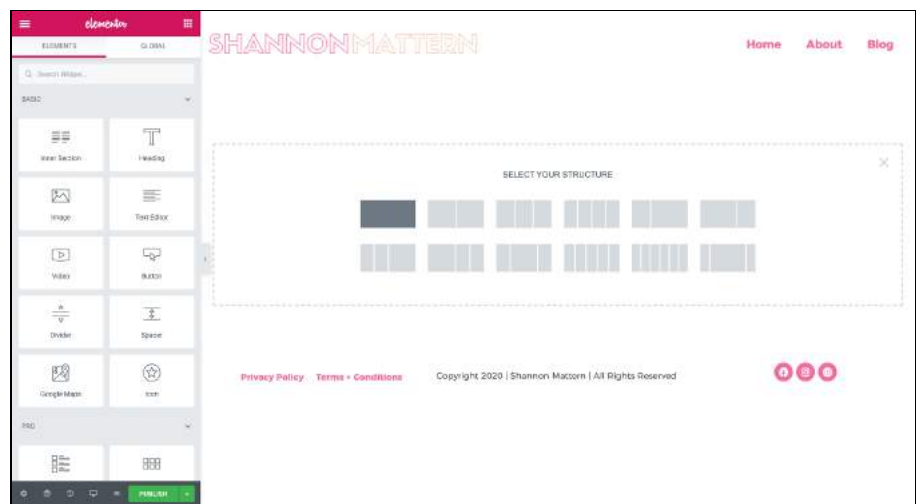 elementor
ELEMENTS
GLOBAL
Search Widget...
BASIC
Inner Section
Heading
Image
Text Editor
Video
Button
Divider
Spacer
Google Maps
Icon
PRO
PUBLISH
SHANNONMATTERN
Home About Blog
SELECT YOUR STRUCTURE
Privacy Policy Terms + Conditions
Copyright 2020 | Shannon Mattern | All Rights Reserved